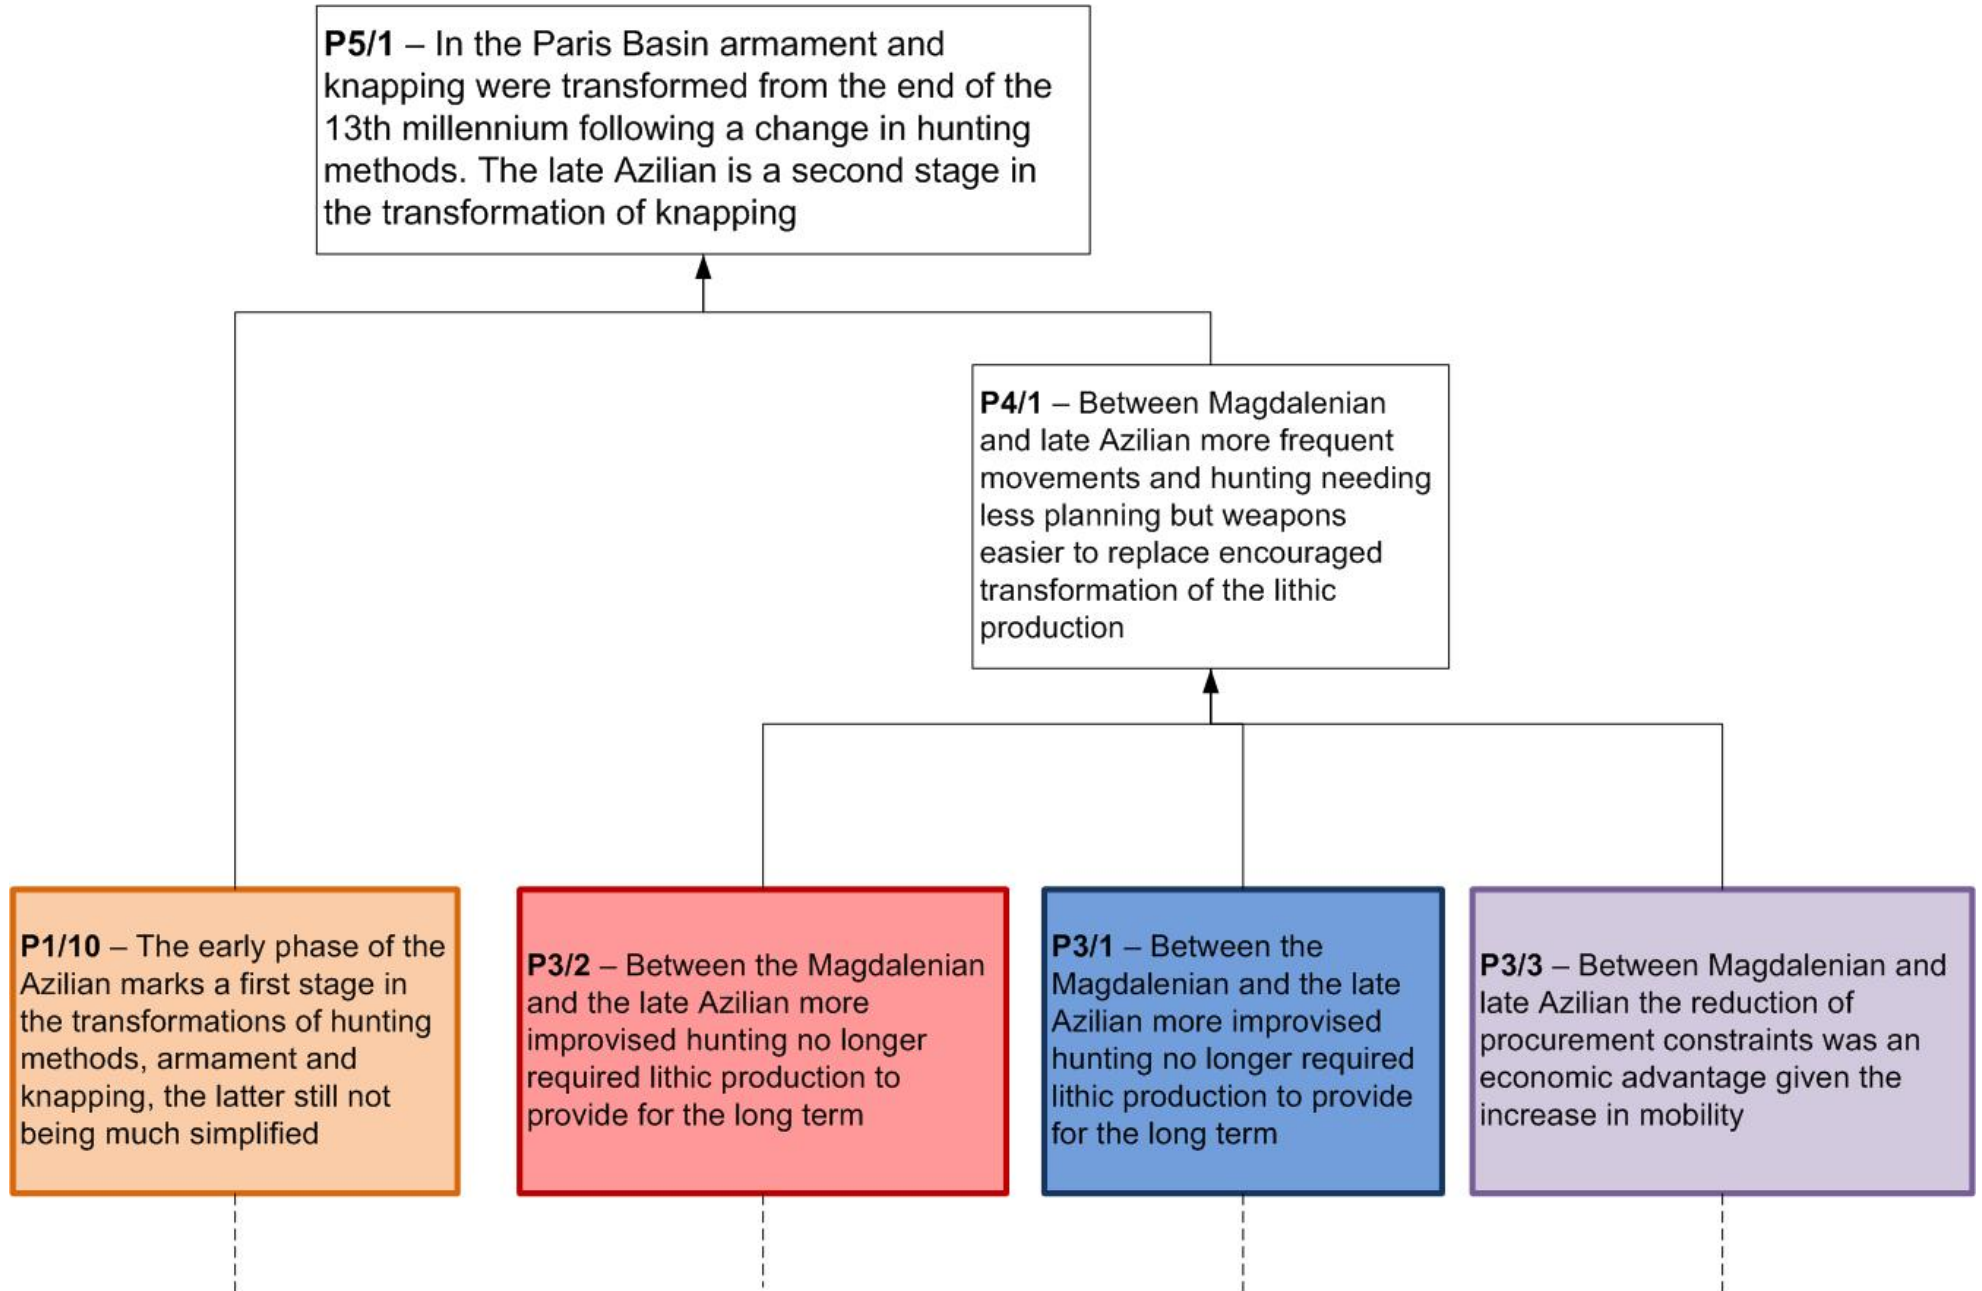 P5/1 – In the Paris Basin armament and
knapping were transformed from the end of the
13th millennium following a change in hunting
methods. The late Azilian is a second stage in
the transformation of knapping
P4/1 – Between Magdalenian
and late Azilian more frequent
movements and hunting needing
less planning but weapons
easier to replace encouraged
transformation of the lithic
production
P1/10 – The early phase of the
Azilian marks a first stage in
the transformations of hunting
methods, armament and
knapping, the latter still not
being much simplified
P3/2 – Between the Magdalenian
and the late Azilian more
improvised hunting no longer
required lithic production to
provide for the long term
P3/1 – Between the
Magdalenian and the late
Azilian more improvised
hunting no longer required
lithic production to provide
for the long term
P3/3 – Between Magdalenian and
late Azilian the reduction of
procurement constraints was an
economic advantage given the
increase in mobility